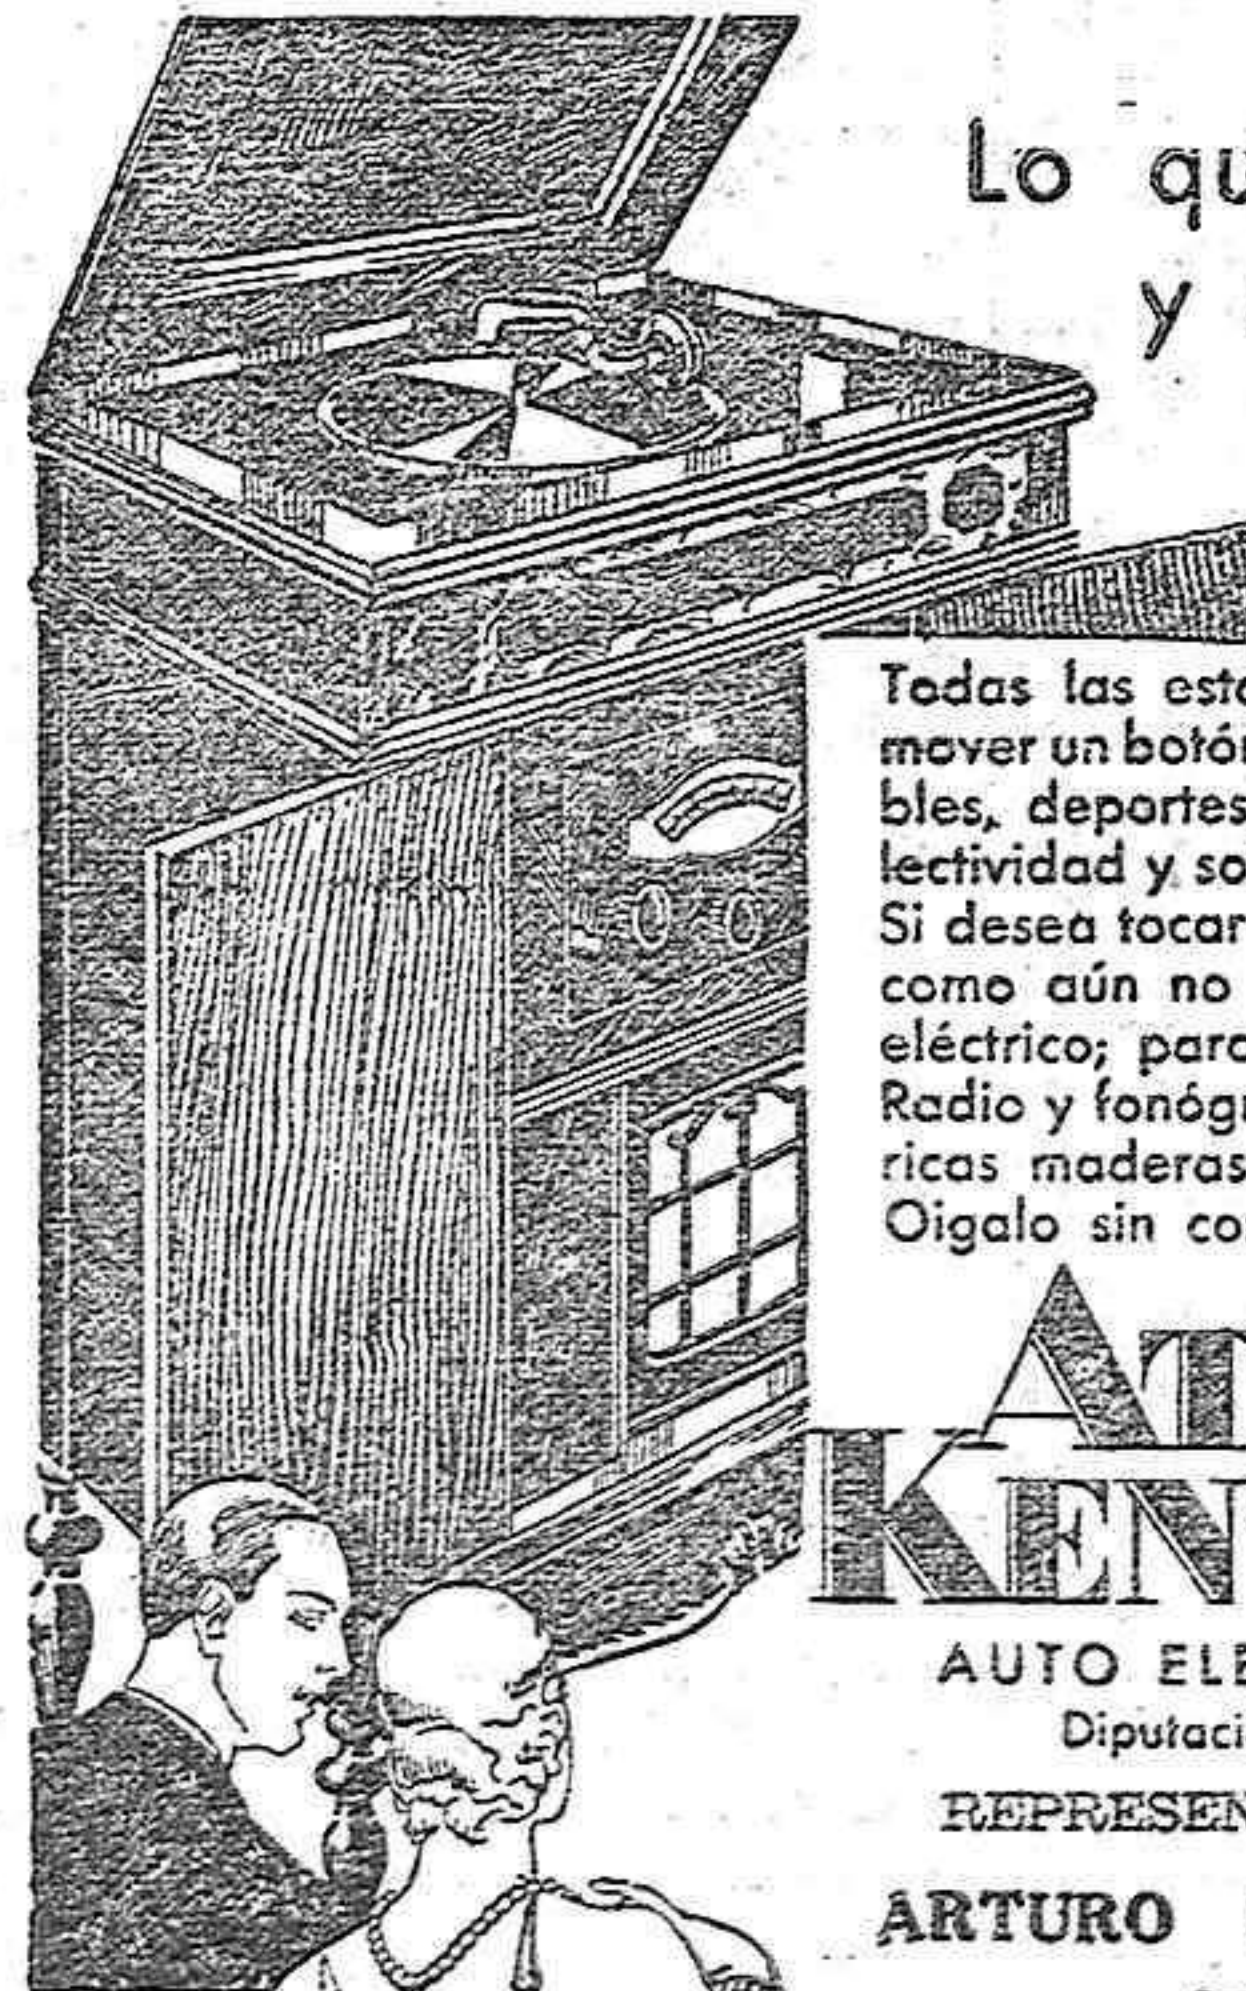 Lo qu
y
Todas las esta
mover un botón
bles, deportes
lectividad y so
Si desea tocar
como aún no
eléctrico; para
Radio y fonógr
ricas maderas
Oigalo sin co
AT
KEN
AUTO ELE
Diputaci
REPRESEN
ARTURO